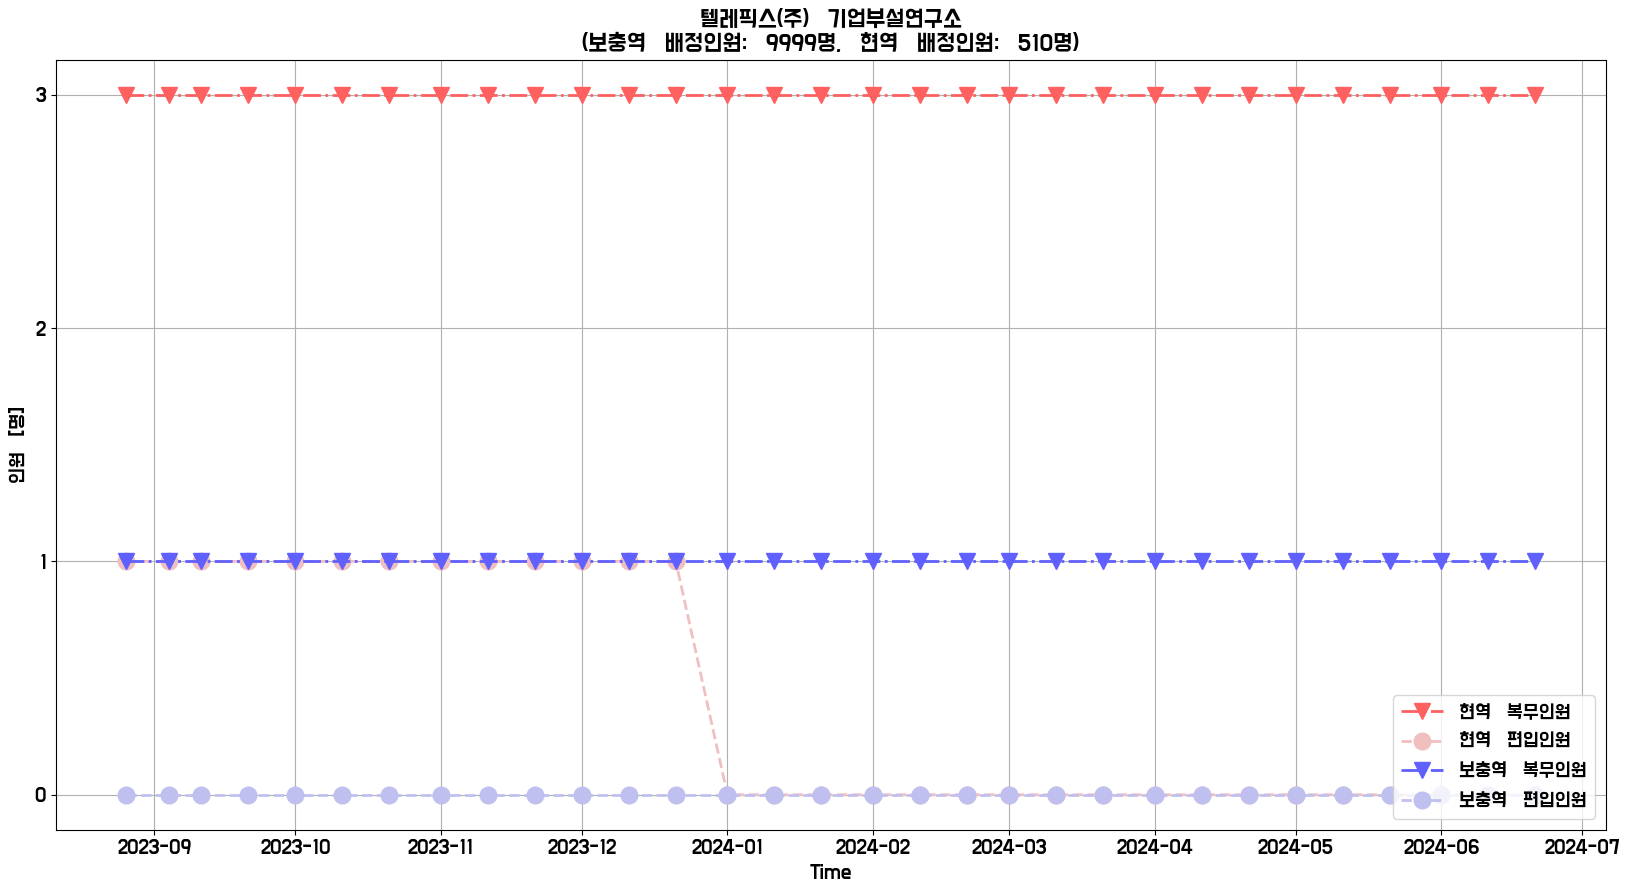 텔레픽스(주) 기업부설연구소
(보충역 배정인원: 9999명, 현역 배정인원: 510명)
3
2
1
0
인원 [명]
2023-09 2023-10 2023-11 2023-12 2024-01 2024-02 2024-03 2024-04 2024-05 2024-06 2024-07
Time
현역 복무인원
현역 편입인원
보충역 복무인원
보충역 편입인원